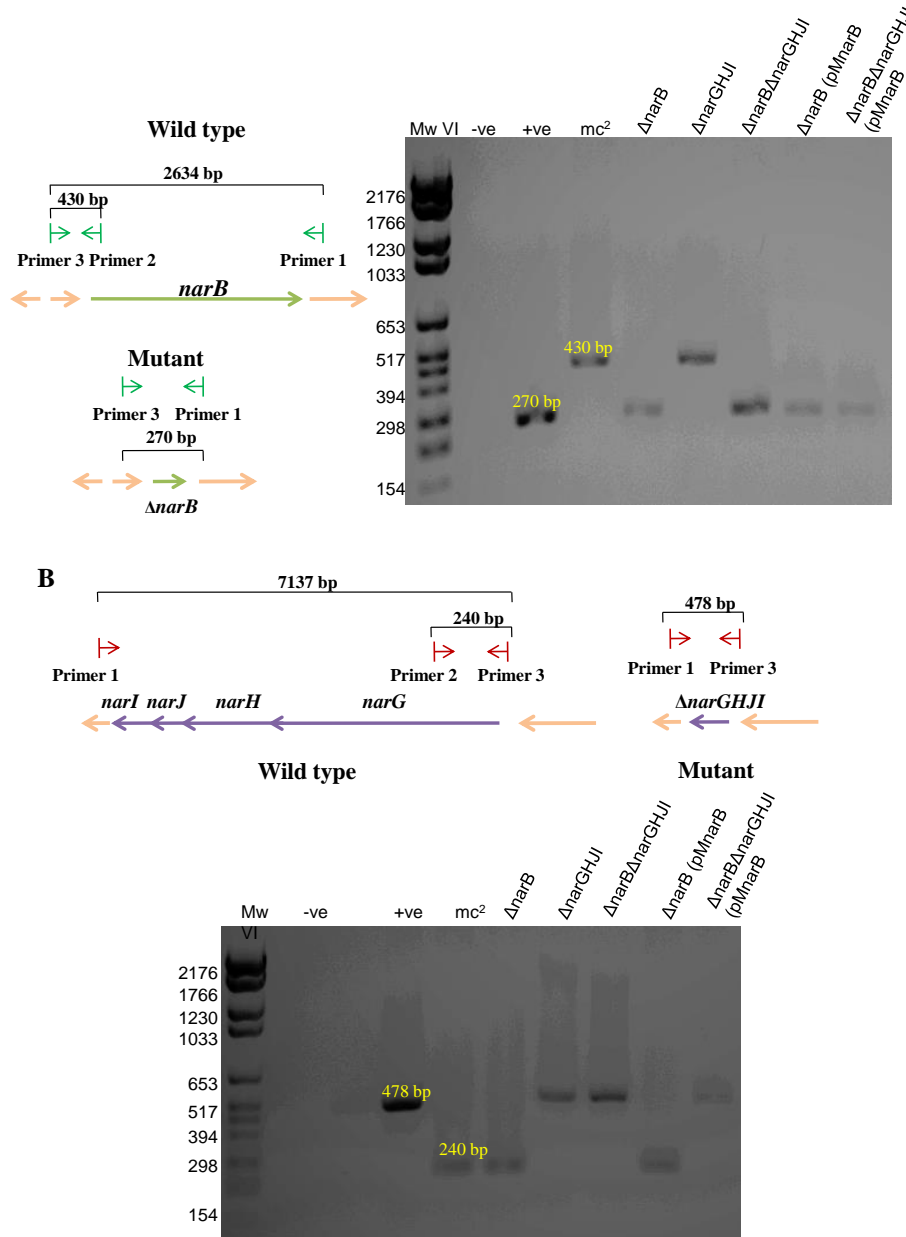 Wild type
2634 bp
430 bp
Primer 3 Primer 2 Primer 1
narB
Mutant
Primer 3 Primer 1
270 bp
ΔnarB
Mw VI -ve +ve mc² ΔnarB ΔnarGHJI ΔnarBΔnarGHJI ΔnarB (pMnarB ΔnarBΔnarGHJI (pMnarB
2176
1766
1230
1033
653
517
394
298
154
430 bp
270 bp
B
7137 bp
240 bp
Primer 1 Primer 2 Primer 3
narI narJ narH narG
Wild type
478 bp
Primer 1 Primer 3
ΔnarGHJI
Mutant
Mw VI -ve +ve mc² ΔnarB ΔnarGHJI ΔnarBΔnarGHJI ΔnarB (pMnarB ΔnarBΔnarGHJI (pMnarB
2176
1766
1230
1033
653
517
394
298
154
478 bp
240 bp